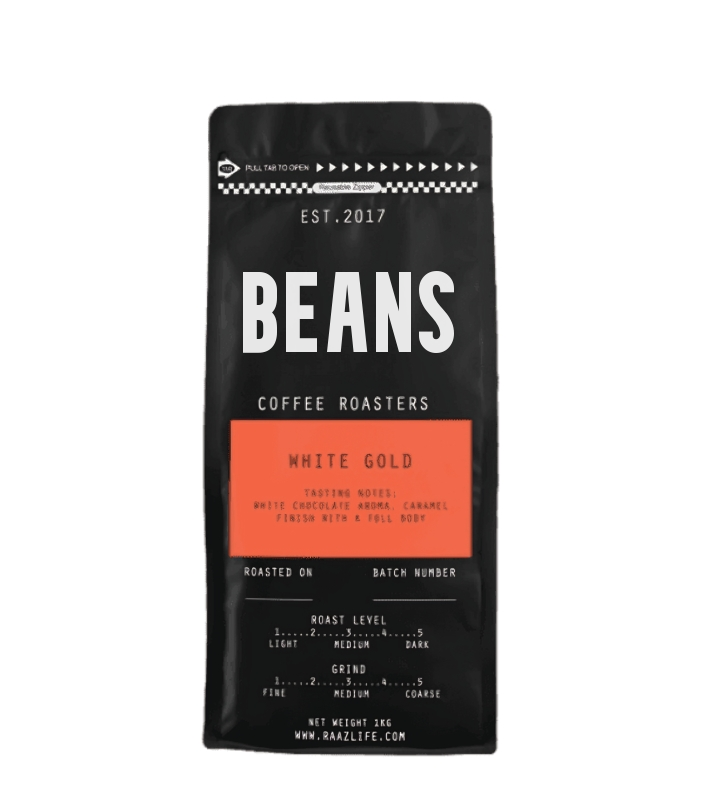 TAB PULL TAB TO OPEN
Reusable Zipper
EST.2017
BEANS
COFFEE ROASTERS
WHITE GOLD
TASTING NOTES:
WHITE CHOCOLATE AROMA, CARAMEL
FINISH WITH A FULL BODY
ROASTED ON BATCH NUMBER
ROAST LEVEL
1.....2.....3.....4.....5
LIGHT MEDIUM DARK
GRIND
1.....2.....3.....4.....5
FINE MEDIUM COARSE
NET WEIGHT 1KG
WWW.RAAZLIFE.COM